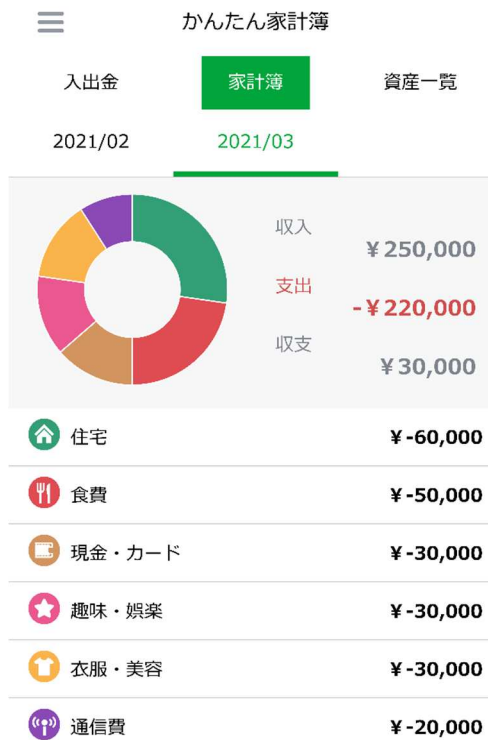 かんたん家計簿
入出金 家計簿 資産一覧
2021/02 2021/03
収入
¥250,000
支出
-¥220,000
収支
¥30,000
住宅 ¥-60,000
食費 ¥-50,000
現金・カード ¥-30,000
趣味・娯楽 ¥-30,000
衣服・美容 ¥-30,000
通信費 ¥-20,000